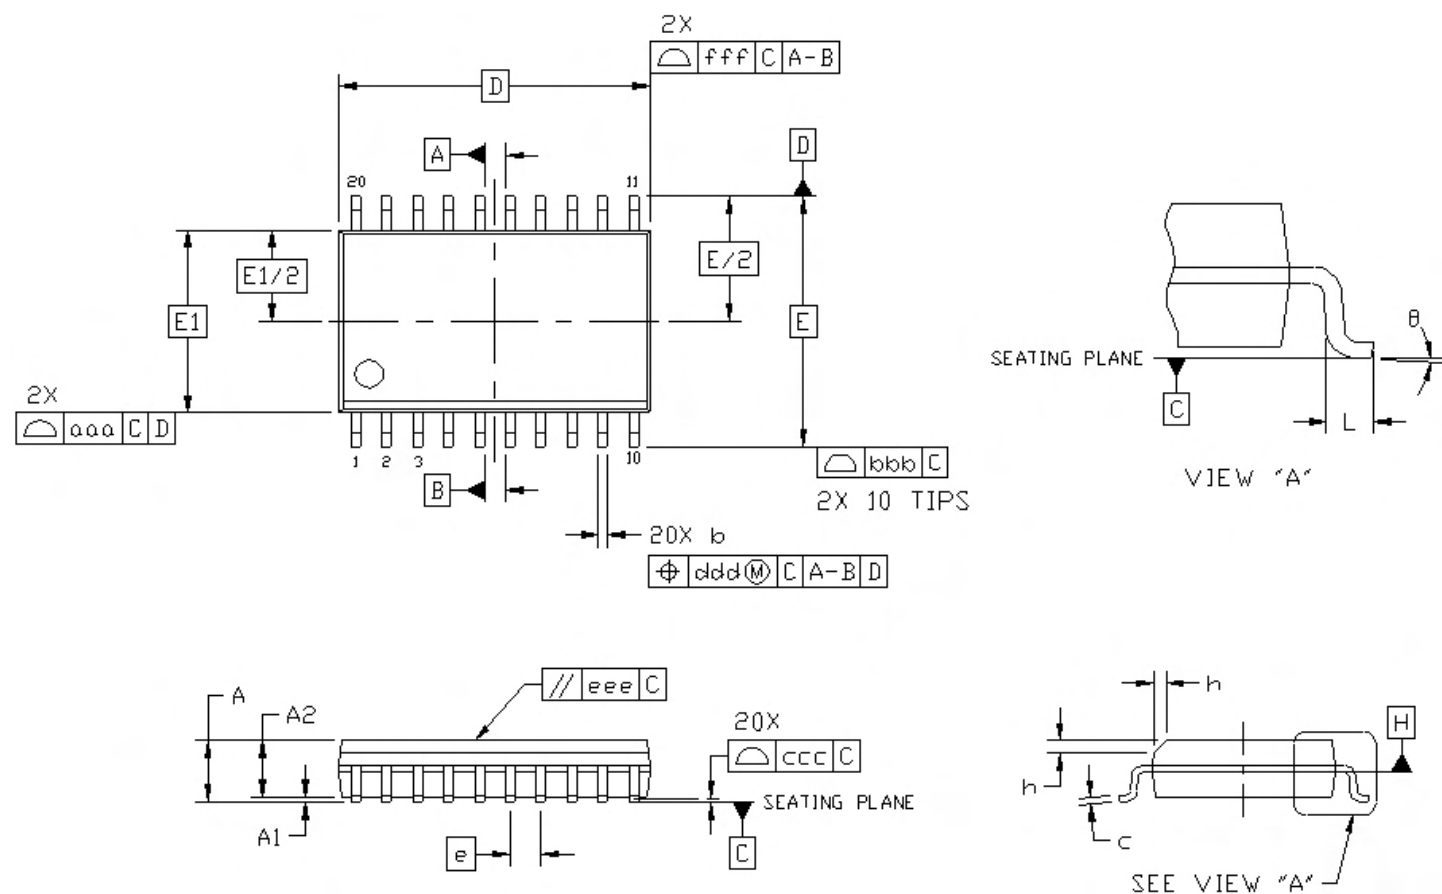 2X
⌓ fff C A-B
D
A
D
20 11
E1/2
E/2
E1
E
θ
SEATING PLANE
C
L
VIEW "A"
2X
⌓ aaa C D
1 2 3 10
B
⌓ bbb C
2X 10 TIPS
20X b
⌖ ddd Ⓜ C A-B D
// eee C
A
A2
A1
e
20X
⌓ ccc C
SEATING PLANE
C
h
h
H
c
SEE VIEW "A"